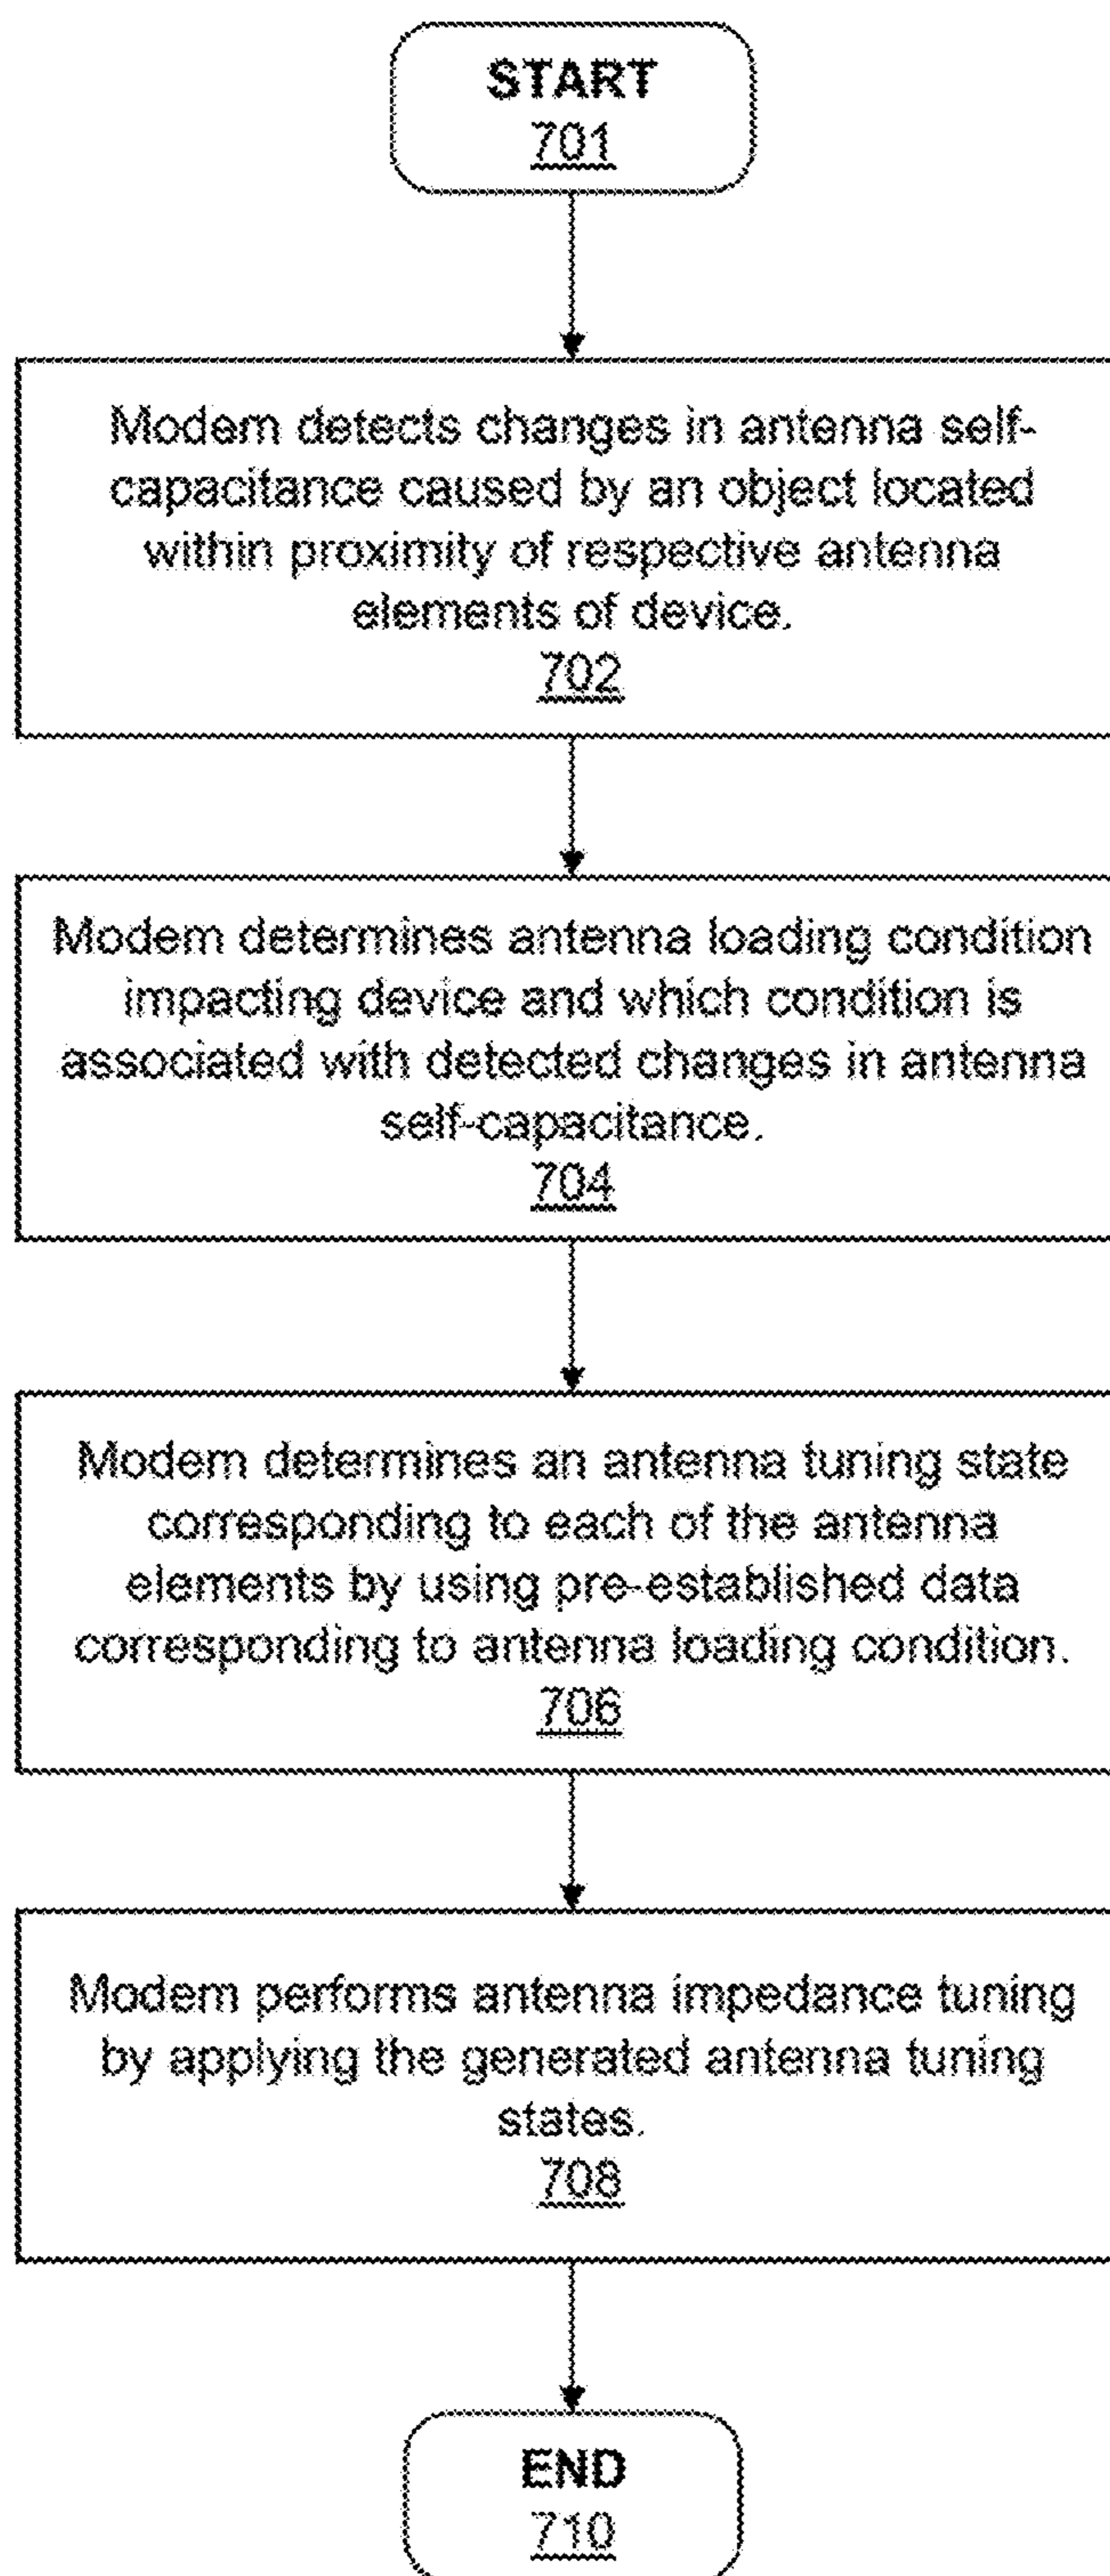 START
701
Modem detects changes in antenna self-
capacitance caused by an object located
within proximity of respective antenna
elements of device.
702
Modem determines antenna loading condition
impacting device and which condition is
associated with detected changes in antenna
self-capacitance.
704
Modem determines an antenna tuning state
corresponding to each of the antenna
elements by using pre-established data
corresponding to antenna loading condition.
706
Modem performs antenna impedance tuning
by applying the generated antenna tuning
states.
708
END
710